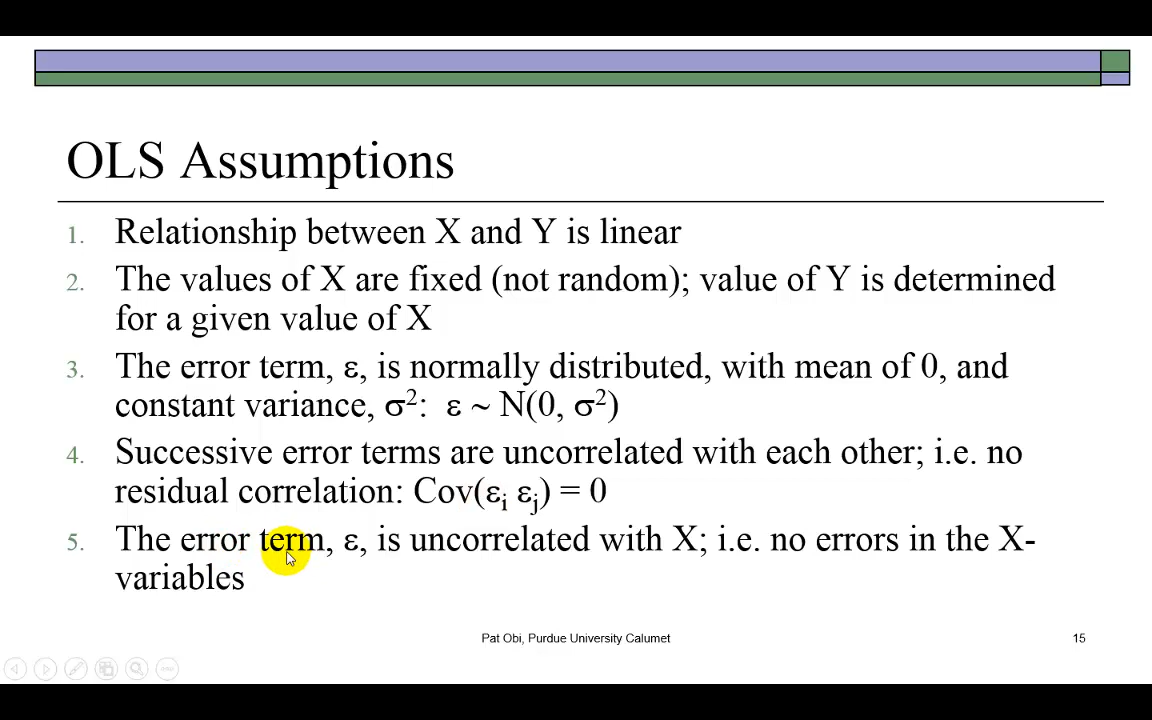 OLS Assumptions
1. Relationship between X and Y is linear
2. The values of X are fixed (not random); value of Y is determined
for a given value of X
3. The error term, ε, is normally distributed, with mean of 0, and
constant variance, σ²: ε ~ N(0, σ²)
4. Successive error terms are uncorrelated with each other; i.e. no
residual correlation: Cov(εᵢ εⱼ) = 0
5. The error term, ε, is uncorrelated with X; i.e. no errors in the X-
variables
Pat Obi, Purdue University Calumet
15